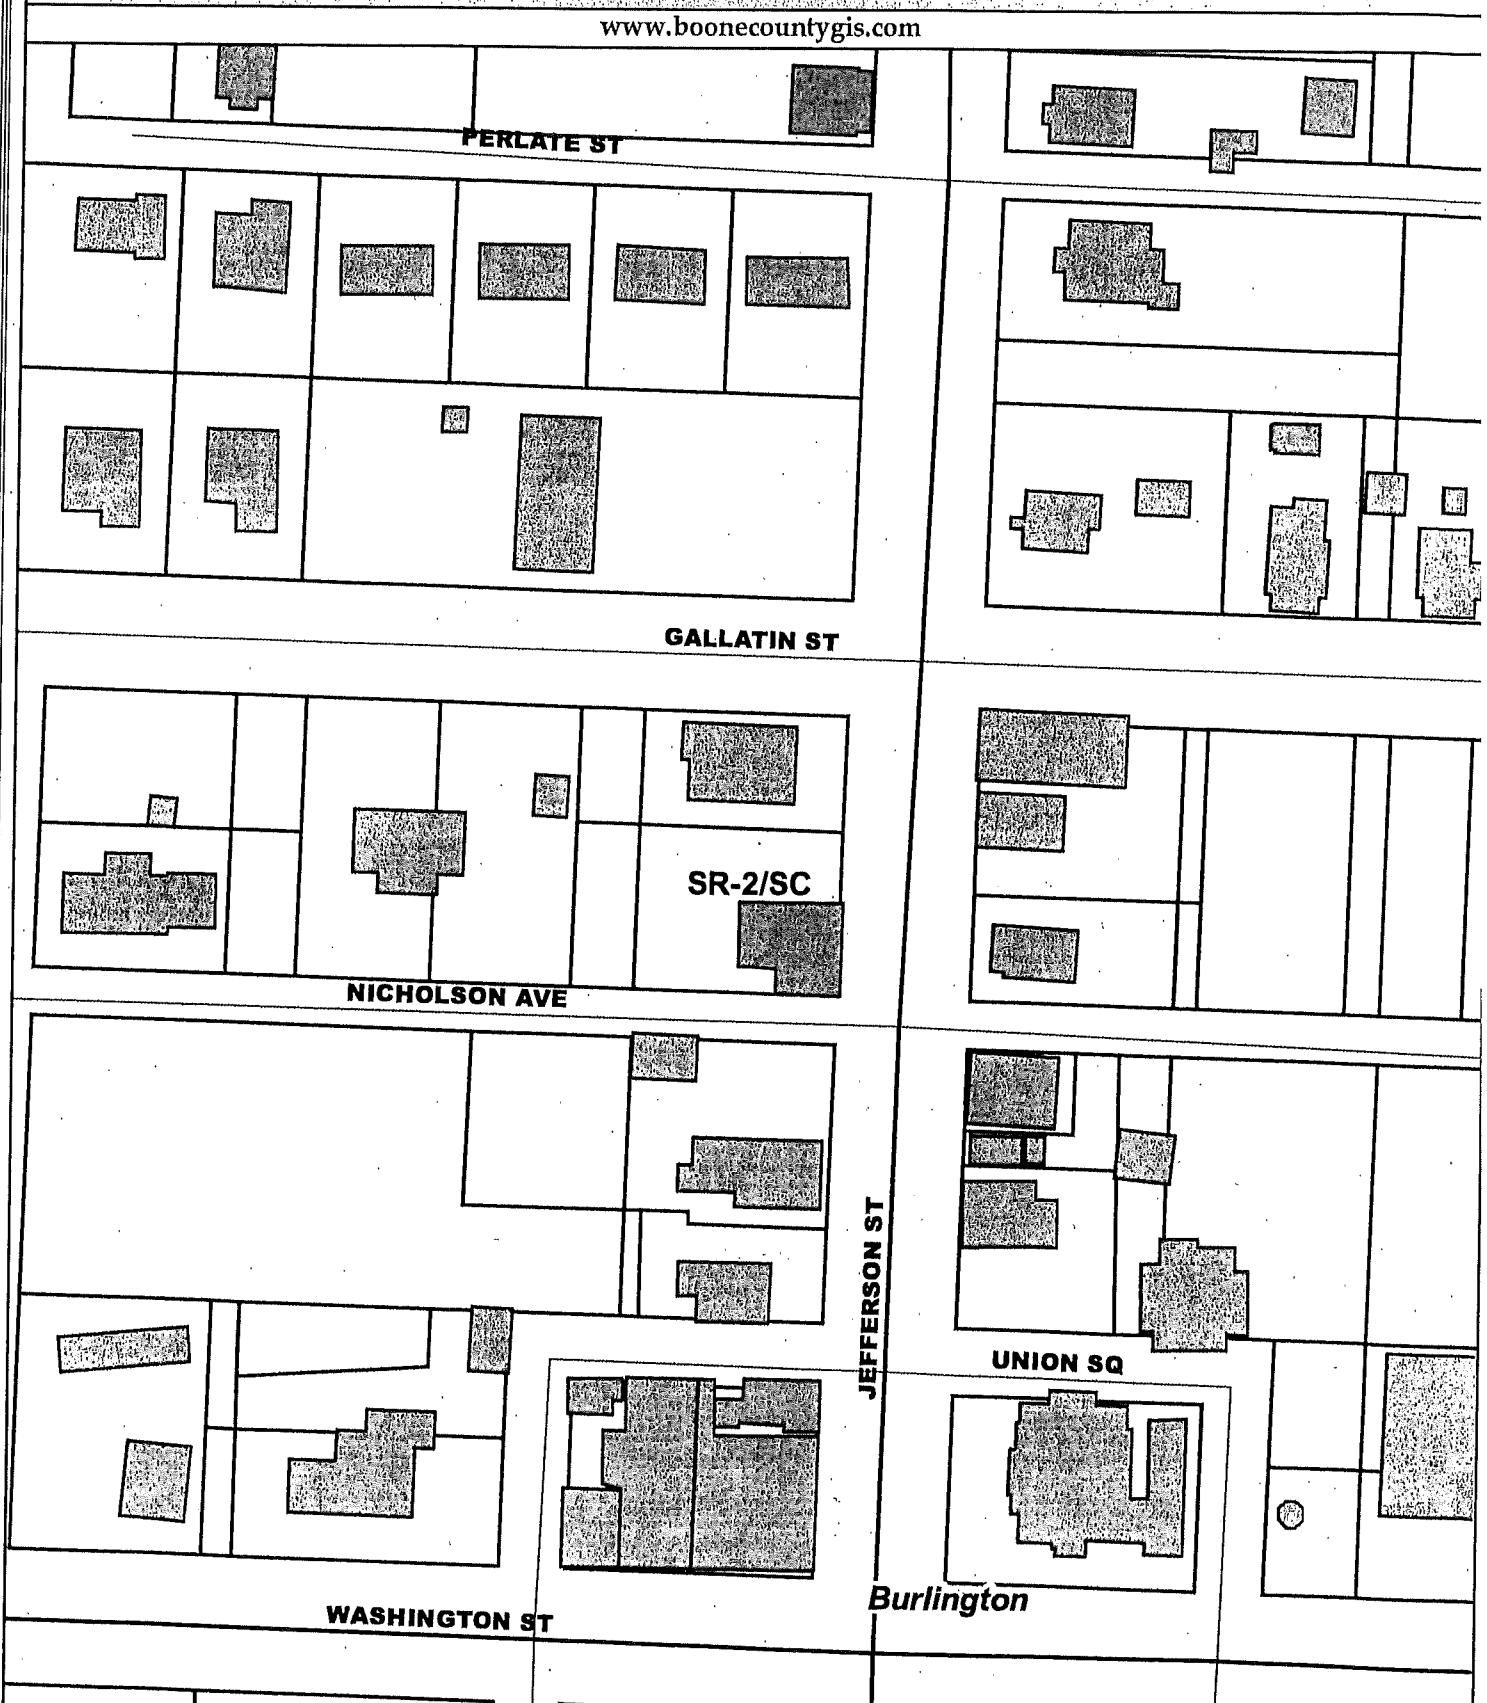 www.boonecountygis.com
PERLATE ST
GALLATIN ST
SR-2/SC
NICHOLSON AVE
JEFFERSON ST
UNION SQ
Burlington
WASHINGTON ST